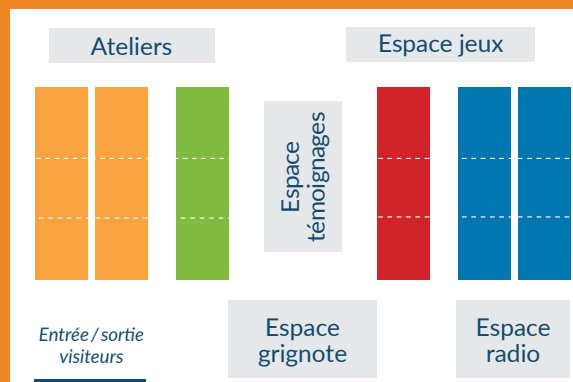 Ateliers
Espace jeux
Espace
témoignages
Entrée / sortie
visiteurs
Espace
grignote
Espace
radio